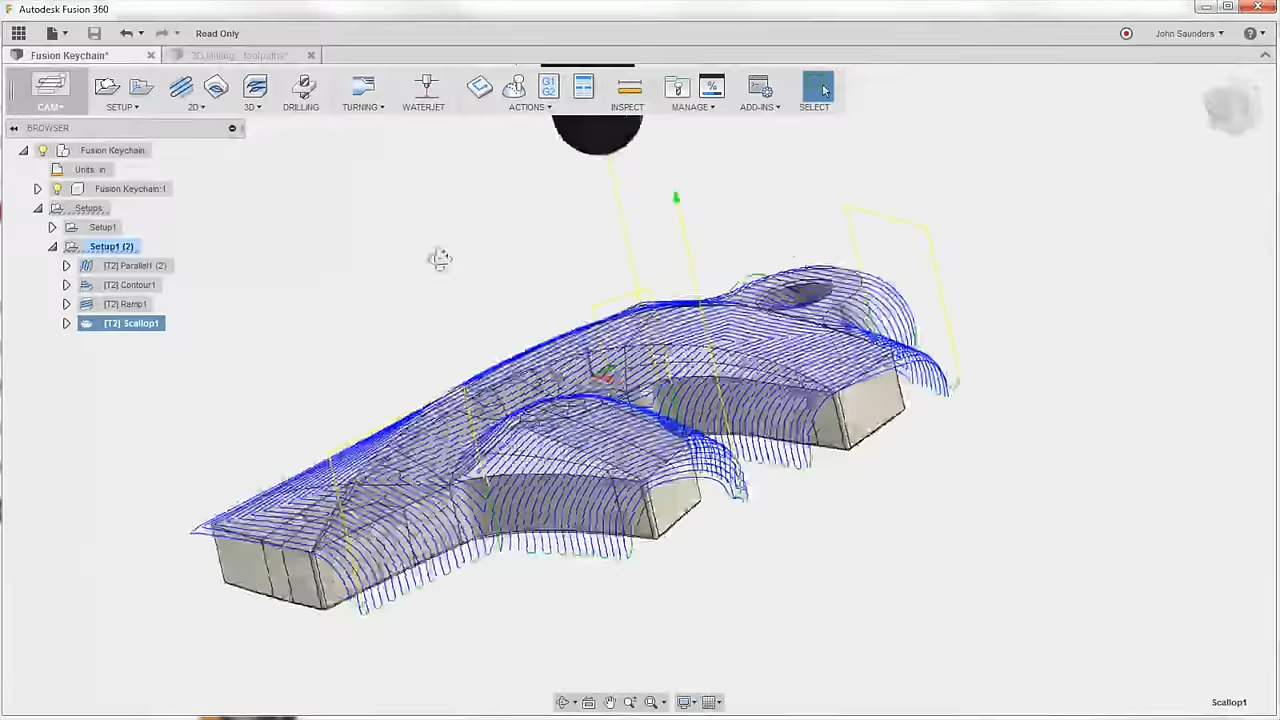 Autodesk Fusion 360
Read Only
John Saunders
Fusion Keychain*
3D Milling - toolpaths*
CAM
SETUP
2D
3D
DRILLING
TURNING
WATERJET
G1
G2
ACTIONS
INSPECT
%
MANAGE
ADD-INS
SELECT
BROWSER
Fusion Keychain
Units: in
Fusion Keychain:1
Setups
Setup1
Setup1 (2)
[T2] Parallel1 (2)
[T2] Contour1
[T2] Ramp1
[T2] Scallop1
Scallop1